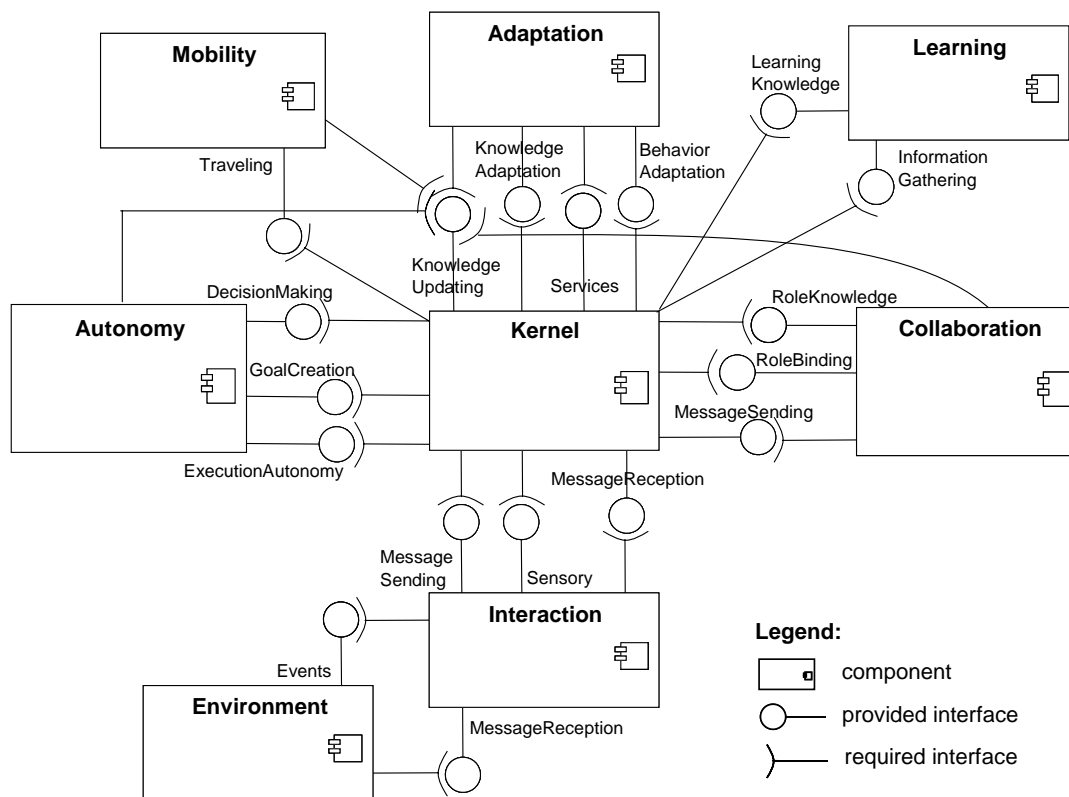 Adaptation
Mobility
Learning
Learning
Knowledge
Traveling
Knowledge
Adaptation
Behavior
Adaptation
Information
Gathering
Knowledge
Updating
Services
DecisionMaking
RoleKnowledge
Autonomy
Kernel
Collaboration
GoalCreation
RoleBinding
MessageSending
ExecutionAutonomy
MessageReception
Message
Sending
Sensory
Interaction
Events
Environment
MessageReception
Legend:
component
provided interface
required interface